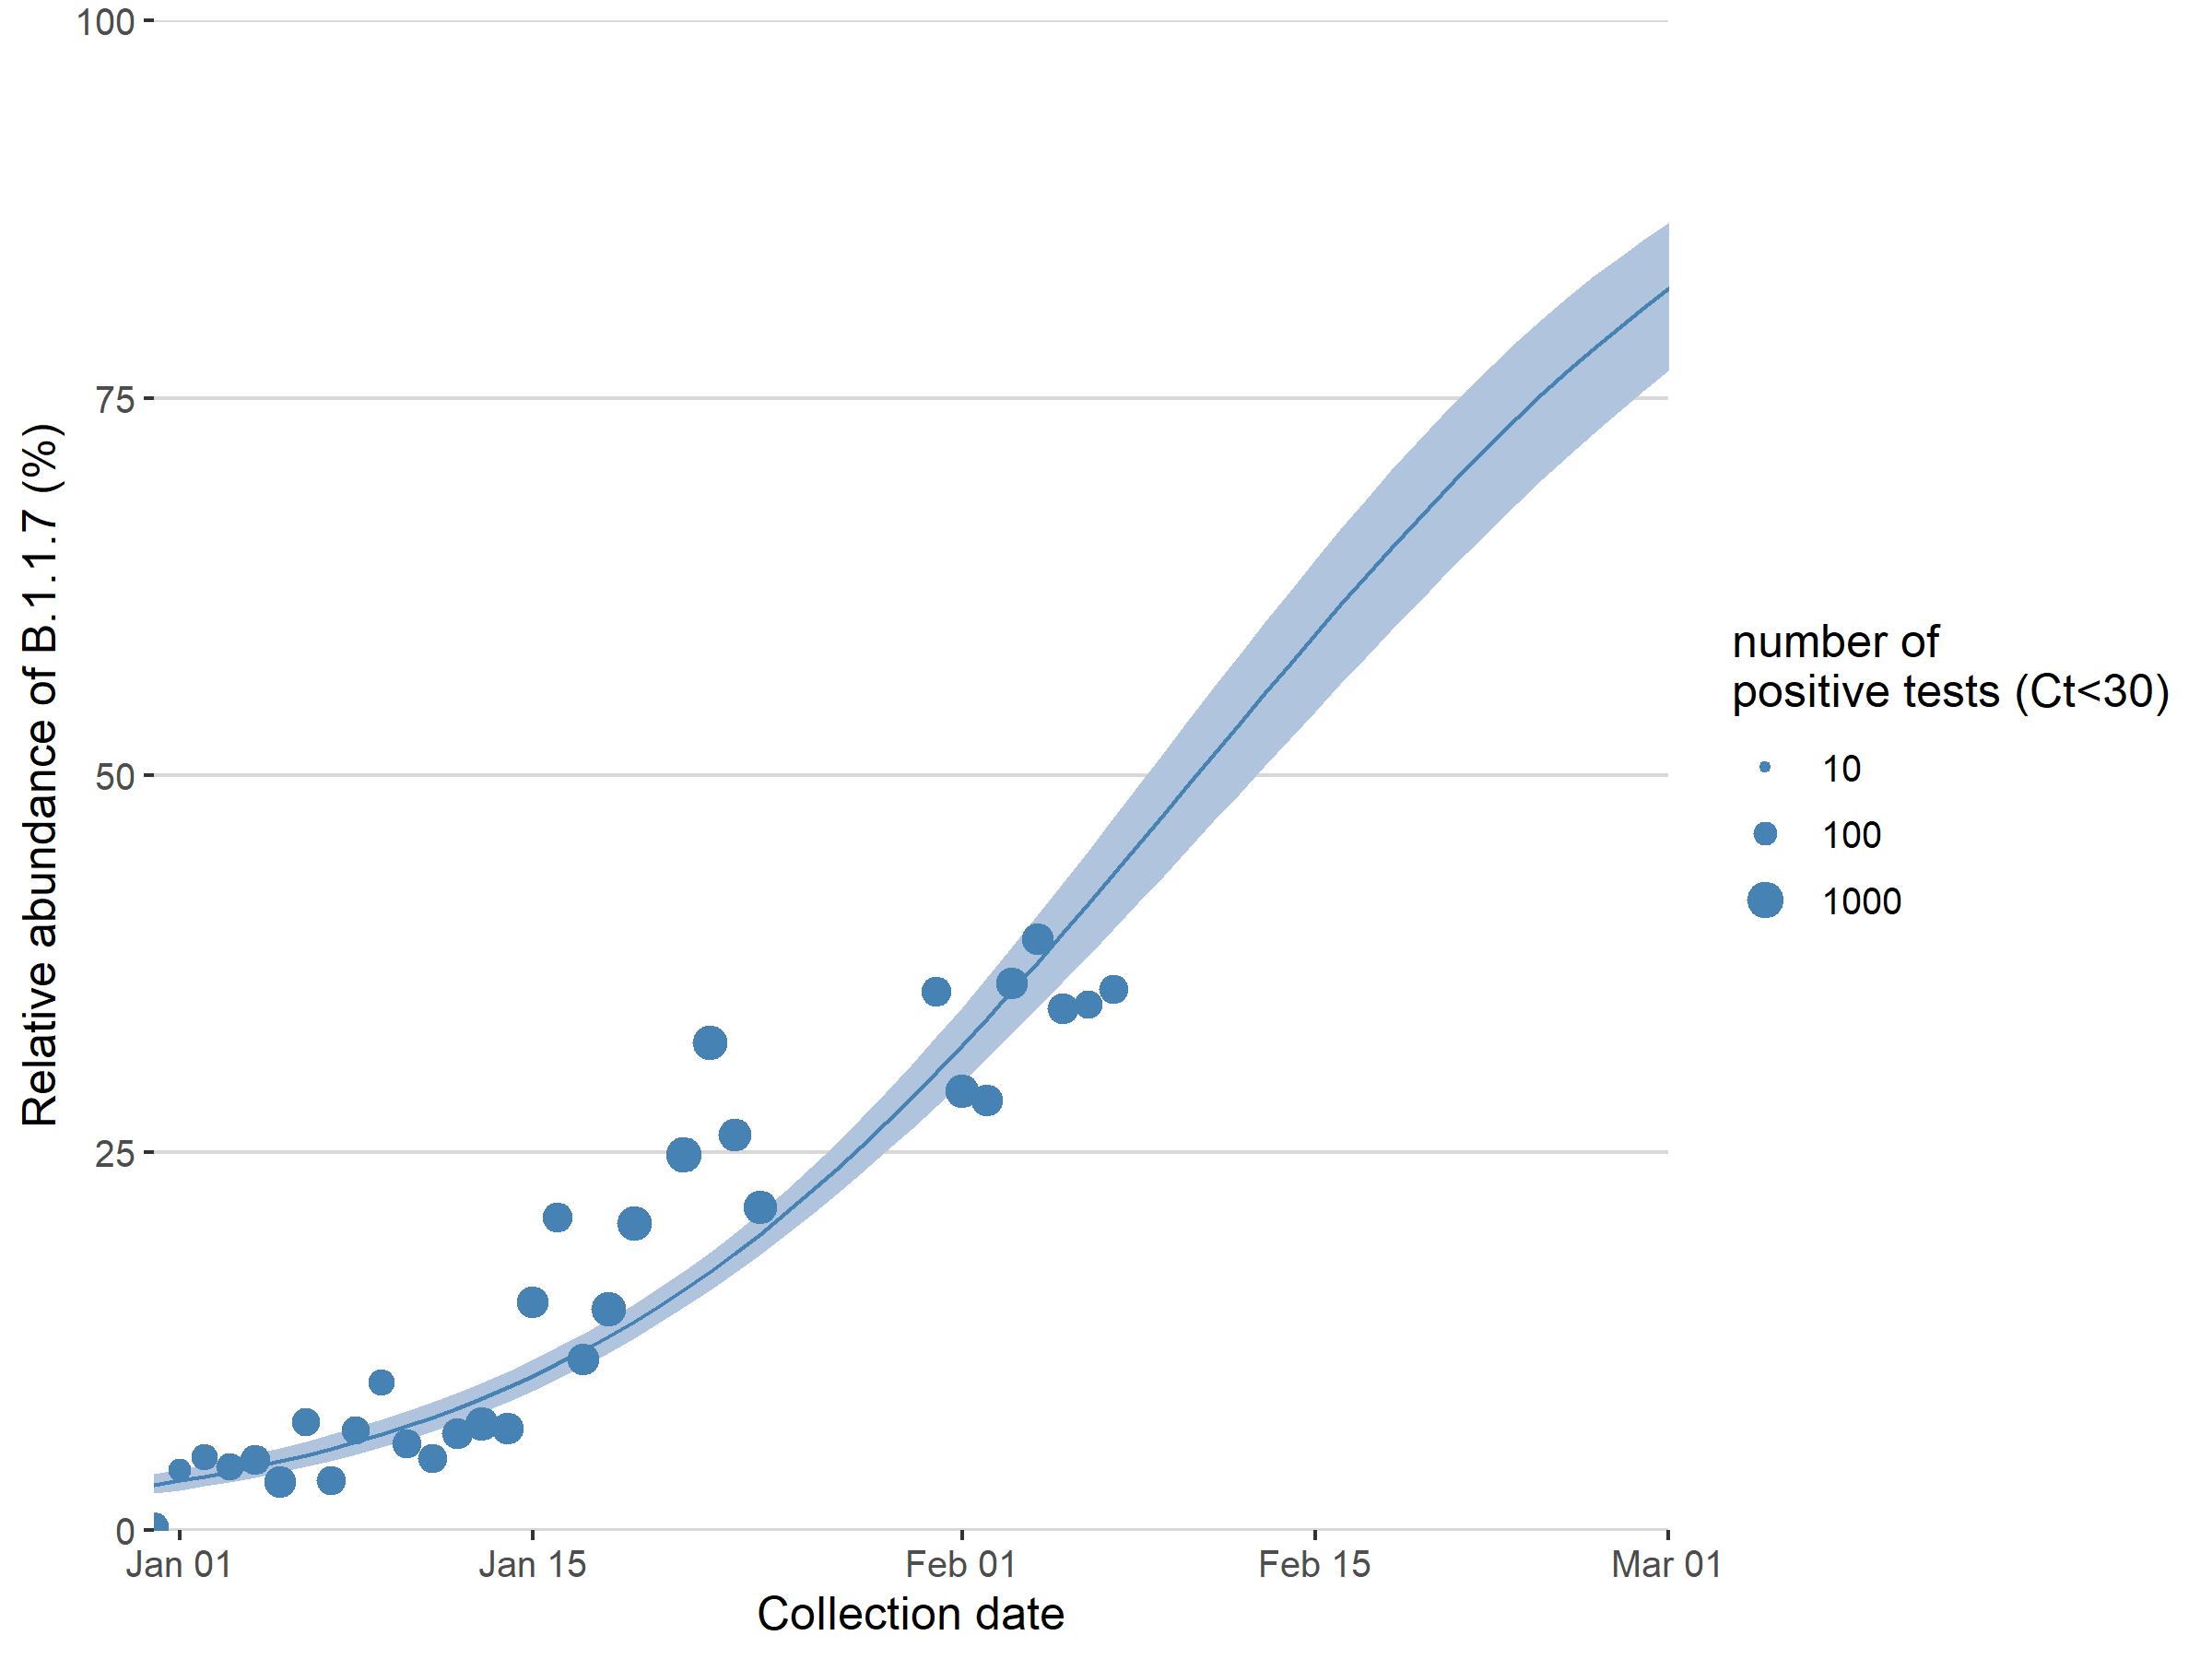 100
75
50
25
0
Relative abundance of B.1.1.7 (%)
Jan 01
Jan 15
Feb 01
Feb 15
Mar 01
Collection date
number of
positive tests (Ct<30)
10
100
1000